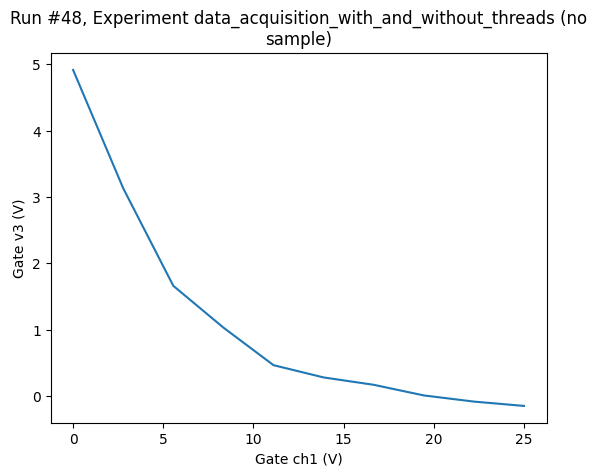 Run #48, Experiment data_acquisition_with_and_without_threads (no
sample)
5
4
3
2
1
0
Gate v3 (V)
0 5 10 15 20 25
Gate ch1 (V)